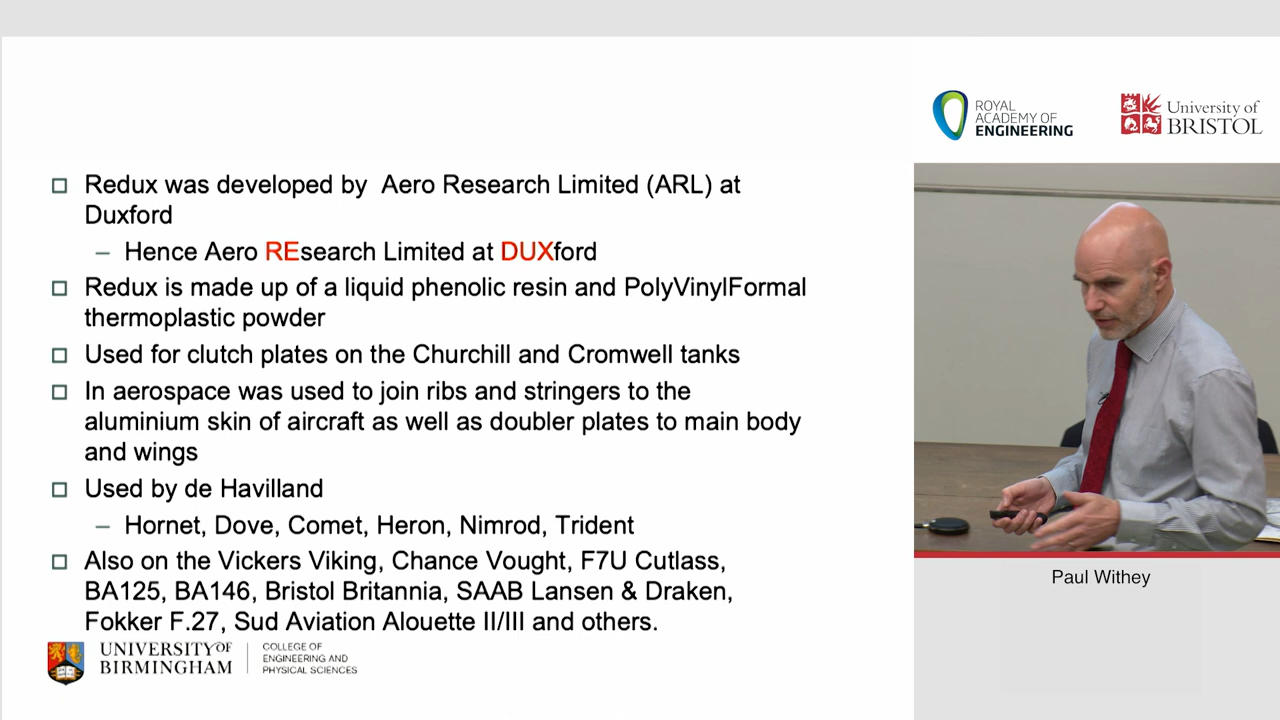 ROYAL
ACADEMY OF
ENGINEERING
University of
BRISTOL
Redux was developed by  Aero Research Limited (ARL) at
Duxford
– Hence Aero REsearch Limited at DUXford
Redux is made up of a liquid phenolic resin and PolyVinylFormal
thermoplastic powder
Used for clutch plates on the Churchill and Cromwell tanks
In aerospace was used to join ribs and stringers to the
aluminium skin of aircraft as well as doubler plates to main body
and wings
Used by de Havilland
– Hornet, Dove, Comet, Heron, Nimrod, Trident
Also on the Vickers Viking, Chance Vought, F7U Cutlass,
BA125, BA146, Bristol Britannia, SAAB Lansen & Draken,
Fokker F.27, Sud Aviation Alouette II/III and others.
UNIVERSITY OF
BIRMINGHAM
COLLEGE OF
ENGINEERING AND
PHYSICAL SCIENCES
Paul Withey